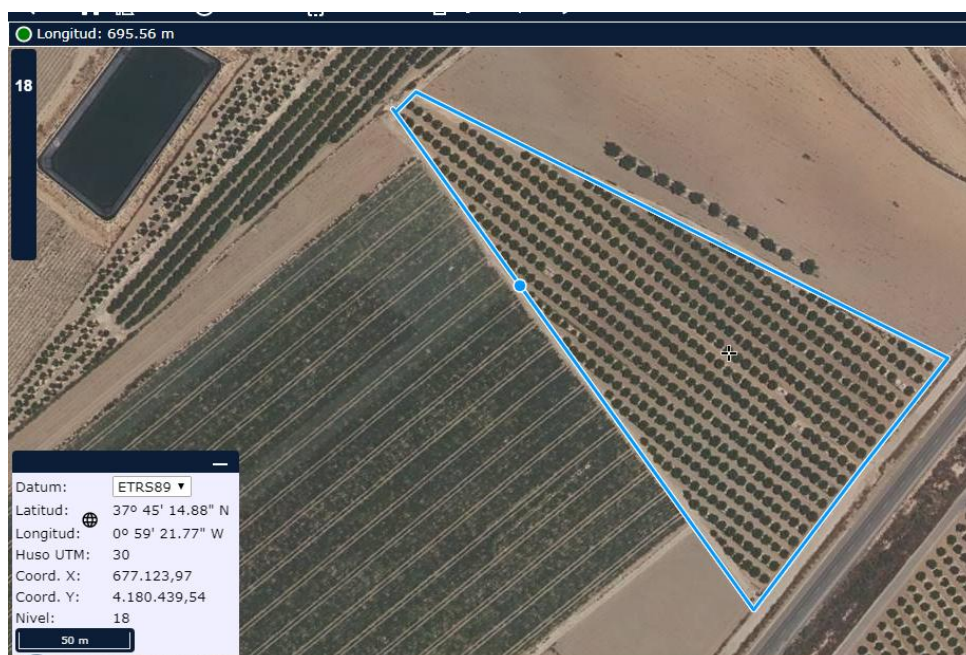 Longitud: 695.56 m
18
Datum: ETRS89 ▼
Latitud: 37º 45' 14.88" N
Longitud: 0º 59' 21.77" W
Huso UTM: 30
Coord. X: 677.123,97
Coord. Y: 4.180.439,54
Nivel: 18
50 m